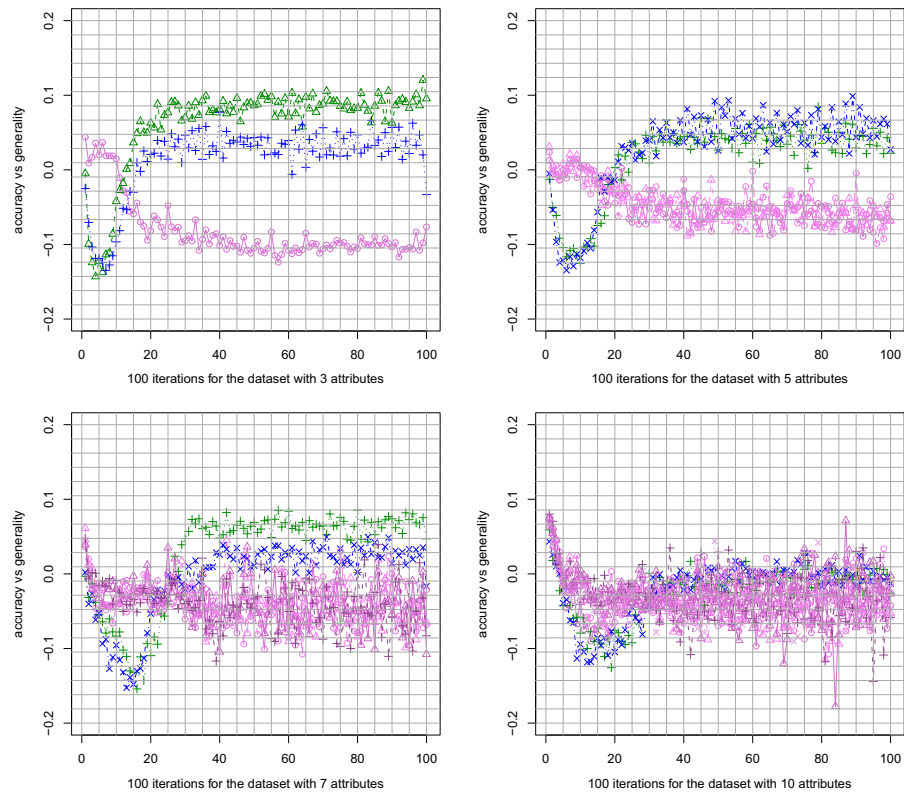 0.2
0.1
0.0
−0.1
−0.2
accuracy vs generality
0 20 40 60 80 100
100 iterations for the dataset with 3 attributes
0.2
0.1
0.0
−0.1
−0.2
accuracy vs generality
0 20 40 60 80 100
100 iterations for the dataset with 5 attributes
0.2
0.1
0.0
−0.1
−0.2
accuracy vs generality
0 20 40 60 80 100
100 iterations for the dataset with 7 attributes
0.2
0.1
0.0
−0.1
−0.2
accuracy vs generality
0 20 40 60 80 100
100 iterations for the dataset with 10 attributes